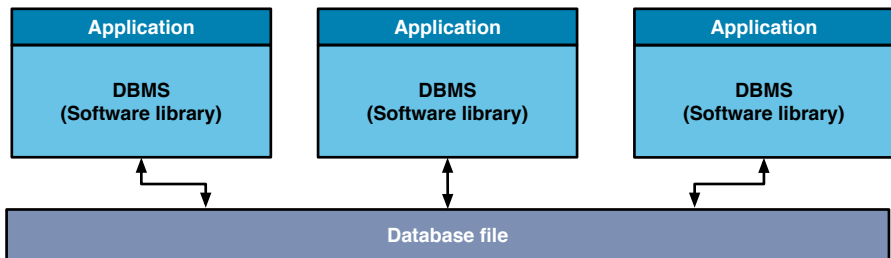 Application
DBMS
(Software library)
Application
DBMS
(Software library)
Application
DBMS
(Software library)
Database file